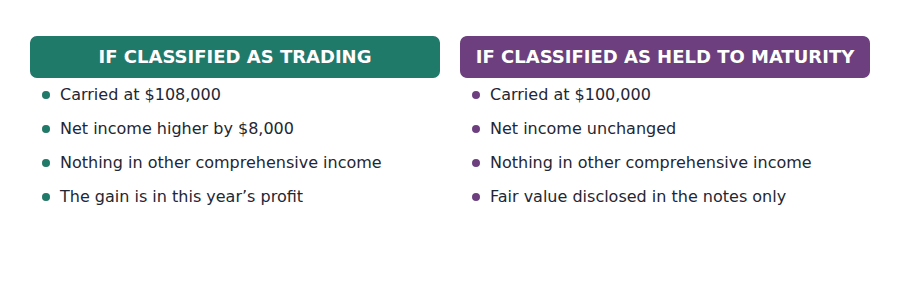 IF CLASSIFIED AS TRADING
Carried at $108,000
Net income higher by $8,000
Nothing in other comprehensive income
The gain is in this year’s profit
IF CLASSIFIED AS HELD TO MATURITY
Carried at $100,000
Net income unchanged
Nothing in other comprehensive income
Fair value disclosed in the notes only